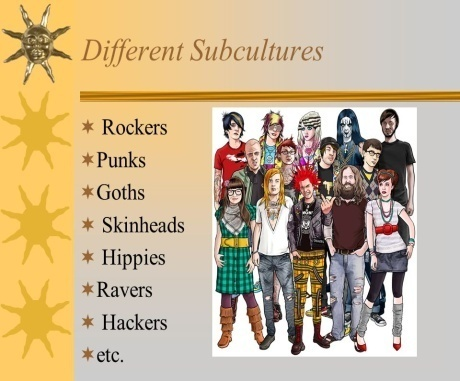 Different Subcultures
Rockers
Punks
Goths
Skinheads
Hippies
Ravers
Hackers
etc.